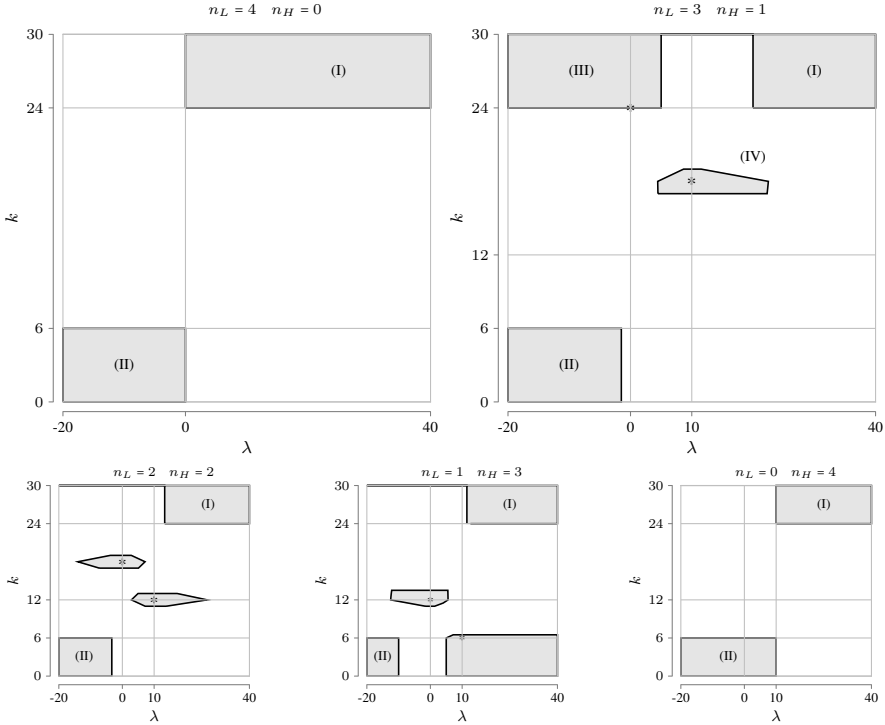 n_L = 4 n_H = 0
30
24
6
0
k
(I)
(II)
-20 0 40
λ
n_L = 3 n_H = 1
30
24
12
6
0
k
(III)
(I)
(IV)
(II)
-20 0 10 40
λ
n_L = 2 n_H = 2
30
24
12
6
0
k
(I)
(II)
-20 0 10 40
λ
n_L = 1 n_H = 3
30
24
12
6
0
k
(I)
(II)
-20 0 10 40
λ
n_L = 0 n_H = 4
30
24
12
6
0
k
(I)
(II)
-20 0 10 40
λ